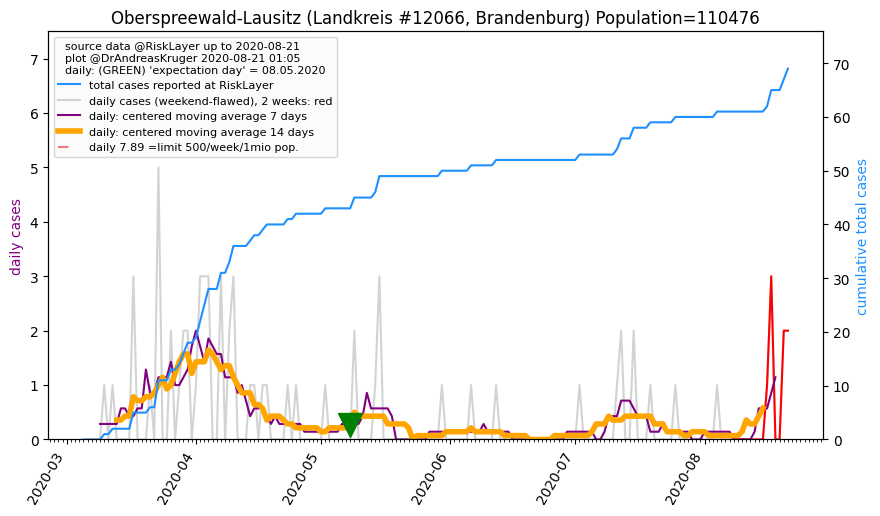 Oberspreewald-Lausitz (Landkreis #12066, Brandenburg) Population=110476
source data @RiskLayer up to 2020-08-21
plot @DrAndreasKruger 2020-08-21 01:05
daily: (GREEN) 'expectation day' = 08.05.2020
total cases reported at RiskLayer
daily cases (weekend-flawed), 2 weeks: red
daily: centered moving average 7 days
daily: centered moving average 14 days
daily 7.89 =limit 500/week/1mio pop.
daily cases
7
6
5
4
3
2
1
0
cumulative total cases
70
60
50
40
30
20
10
0
2020-03
2020-04
2020-05
2020-06
2020-07
2020-08